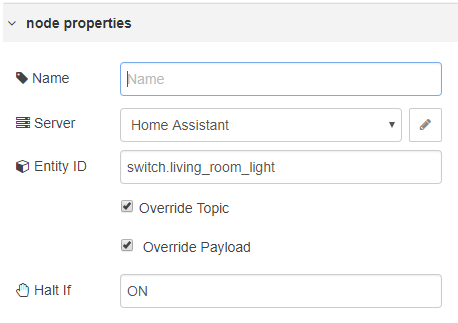 node properties
Name Name
Server Home Assistant
Entity ID switch.living_room_light
Override Topic
Override Payload
Halt If ON